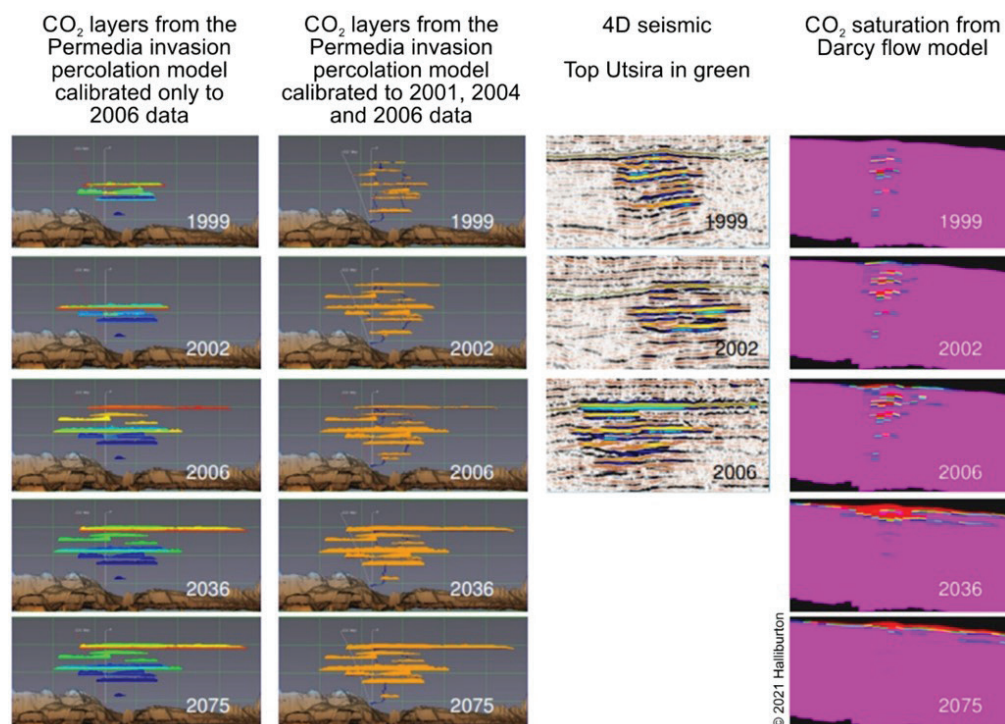 CO₂ layers from the
Permedia invasion
percolation model
calibrated only to
2006 data
CO₂ layers from the
Permedia invasion
percolation model
calibrated to 2001, 2004
and 2006 data
4D seismic
Top Utsira in green
CO₂ saturation from
Darcy flow model
1999
1999
1999
1999
2002
2002
2002
2002
2006
2006
2006
2006
2036
2036
2036
2075
2075
2075
© 2021 Halliburton